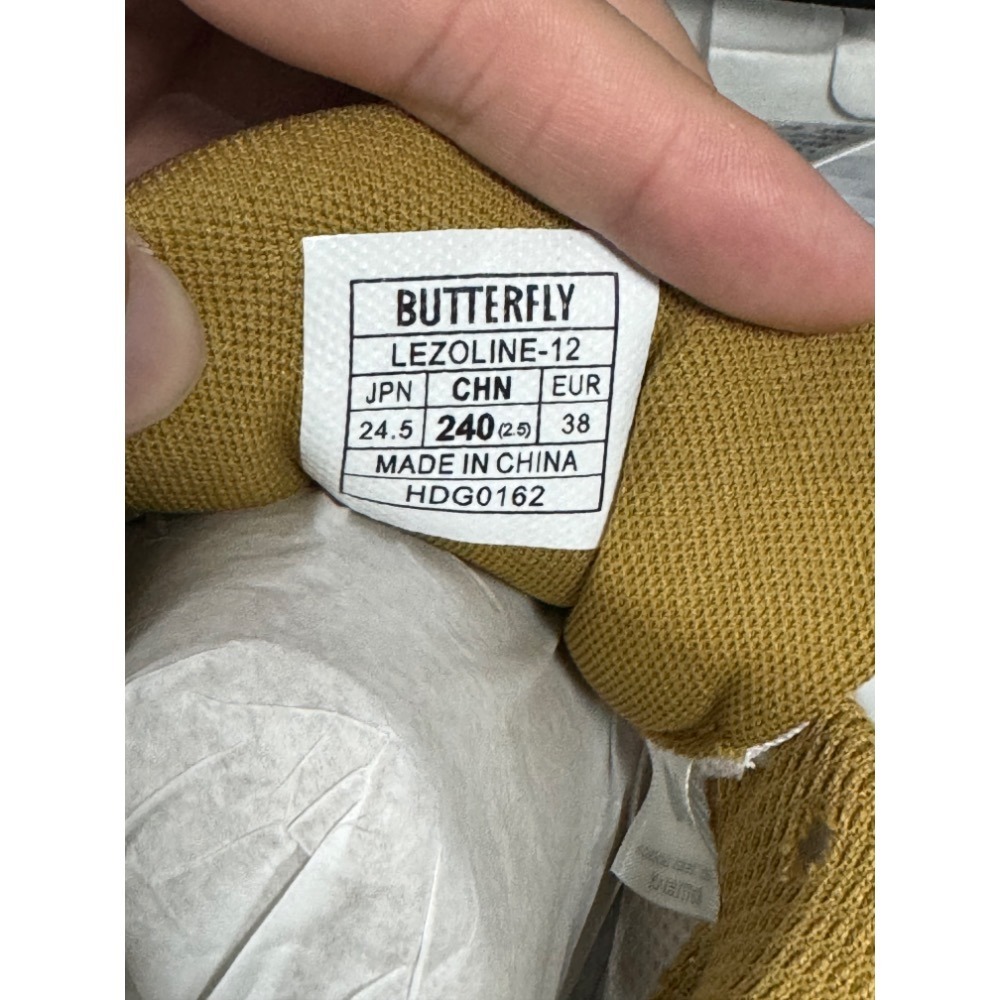 BUTTERFLY
LEZOLINE-12
JPN CHN EUR
24.5 240(2.5) 38
MADE IN CHINA
HDG0162